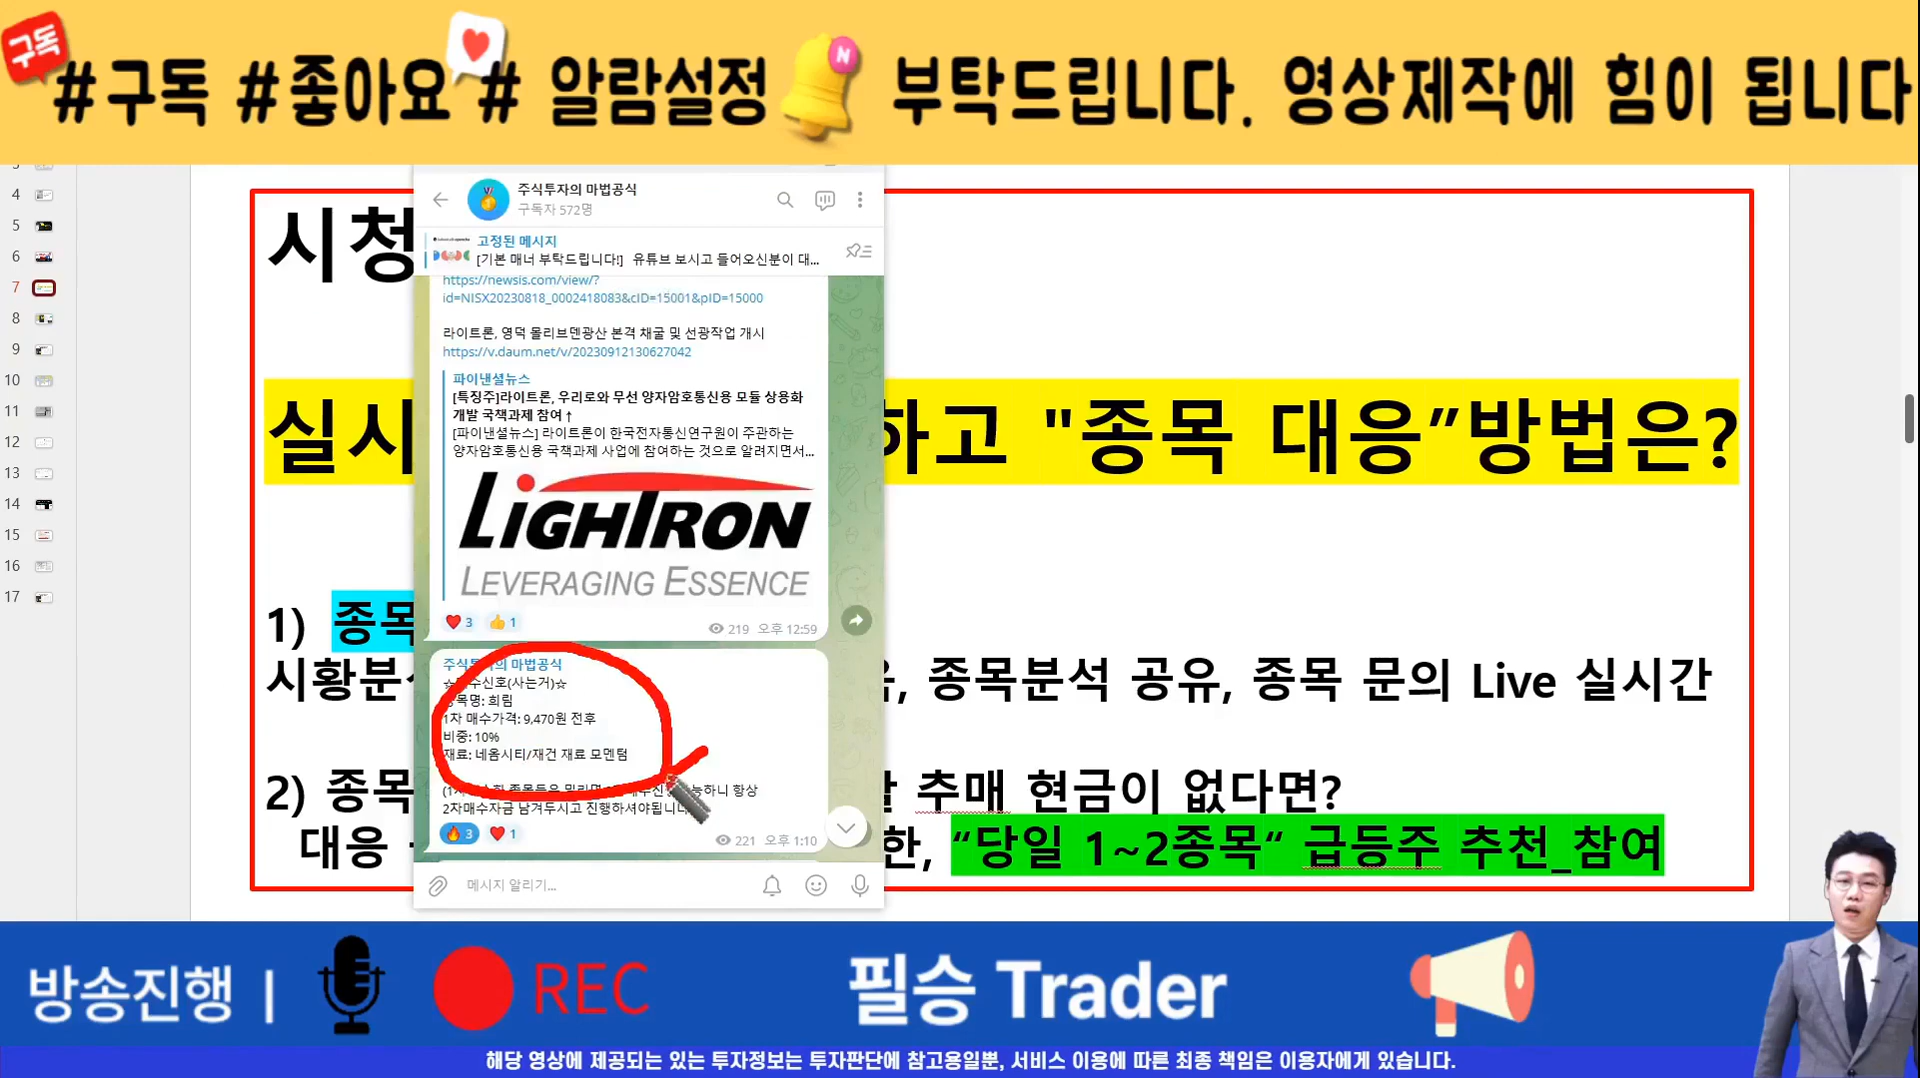 구독
#구독 #좋아요 # 알람설정 N 부탁드립니다. 영상제작에 힘이 됩니다
4
5
6
7
8
9
10
11
12
13
14
15
16
17
시청
실시
하고 "종목 대응”방법은?
1) 종목
시황분
, 종목분석 공유, 종목 문의 Live 실시간
2) 종목
추매 현금이 없다면?
대응
한, “당일 1~2종목“ 급등주 추천_참여
주식투자의 마법공식
구독자 572명
고정된 메시지
[기본 매너 부탁드립니다!] 유튜브 보시고 들어오신분이 대...
https://newsis.com/view/?
id=NISX20230818_0002418083&cID=15001&pID=15000
라이트론, 영덕 몰리브덴광산 본격 채굴 및 선광작업 개시
https://v.daum.net/v/20230912130627042
파이낸셜뉴스
[특징주]라이트론, 우리로와 무선 양자암호통신용 모듈 상용화
개발 국책과제 참여↑
[파이낸셜뉴스] 라이트론이 한국전자통신연구원이 주관하는
양자암호통신용 국책과제 사업에 참여하는 것으로 알려지면서...
LIGHTRON
LEVERAGING ESSENCE
3 1
219 오후 12:59
주식투자의 마법공식
☆매수신호(사는거)☆
종목명: 희림
1차 매수가격: 9,470원 전후
비중: 10%
재료: 네옴시티/재건 재료 모멘텀
하니 항상
2차매수자금 남겨두시고 진행하셔야됩니다
3 1
221 오후 1:10
메시지 알리기...
방송진행 | REC 필승 Trader
해당 영상에 제공되는 있는 투자정보는 투자판단에 참고용일뿐, 서비스 이용에 따른 최종 책임은 이용자에게 있습니다.